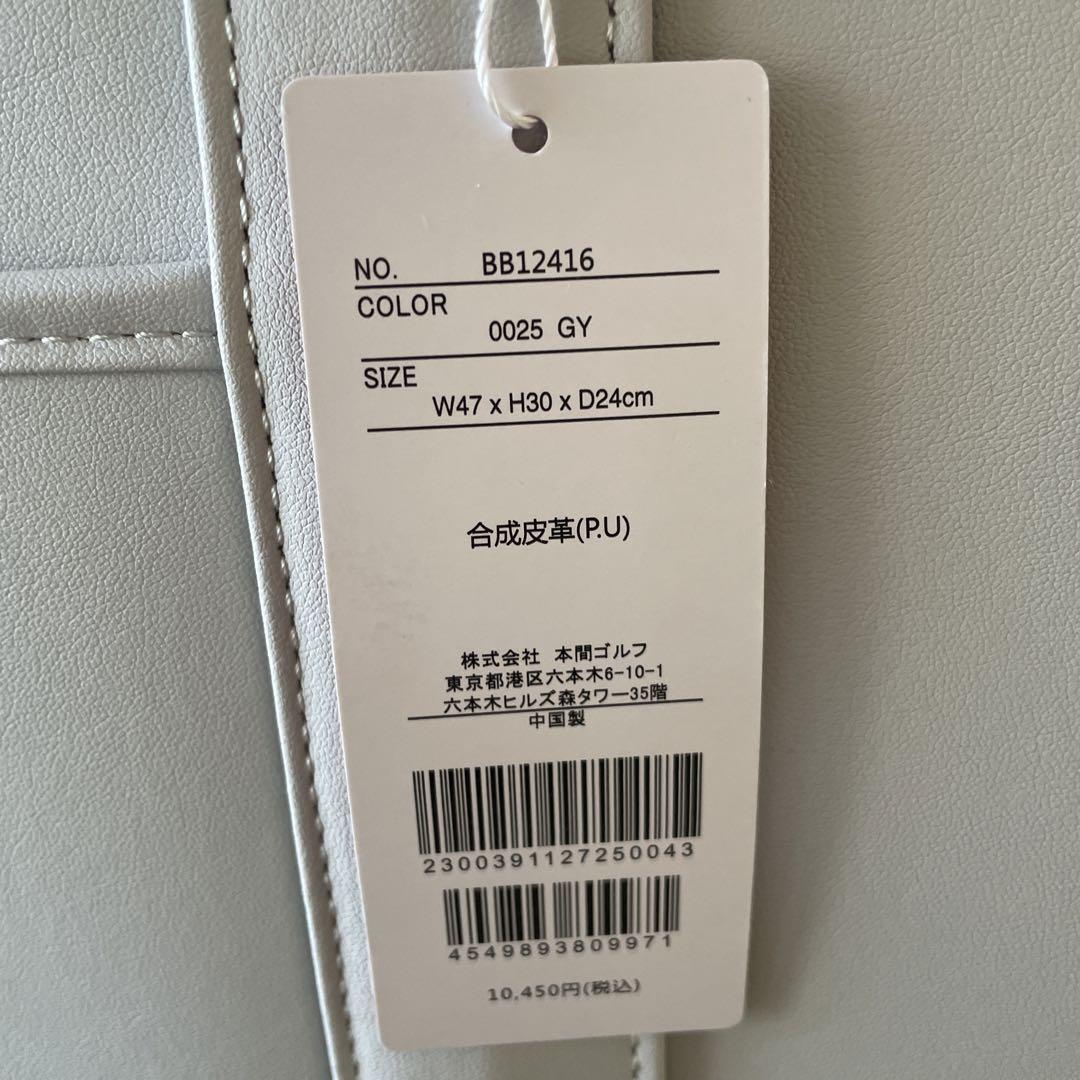 NO. BB12416
COLOR
0025 GY
SIZE
W47 x H30 x D24cm
合成皮革(P.U)
株式会社 本間ゴルフ
東京都港区六本木6-10-1
六本木ヒルズ森タワー35階
中国製
2300391127250043
4549893809971
10,450円(税込)